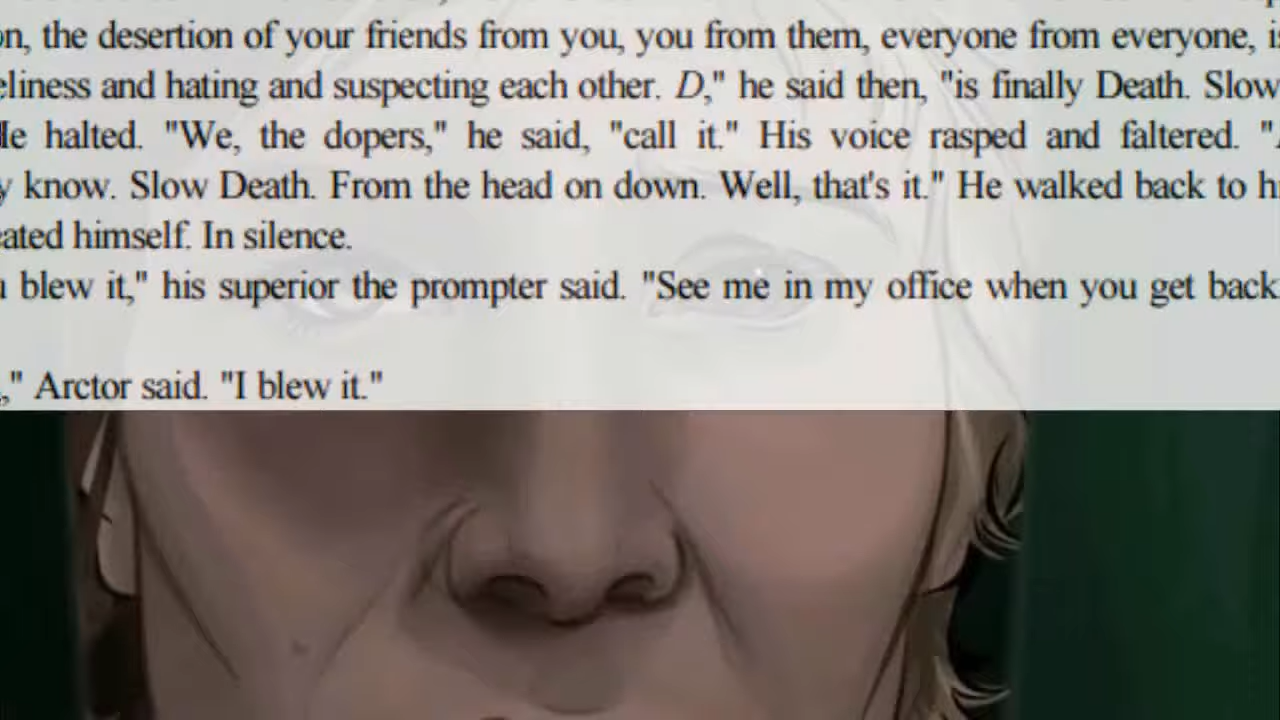 on, the desertion of your friends from you, you from them, everyone from everyone, is
eliness and hating and suspecting each other. D," he said then, "is finally Death. Slow
He halted. "We, the dopers," he said, "call it." His voice rasped and faltered. "
y know. Slow Death. From the head on down. Well, that's it." He walked back to hi
eated himself. In silence.
u blew it," his superior the prompter said. "See me in my office when you get back
," Arctor said. "I blew it."